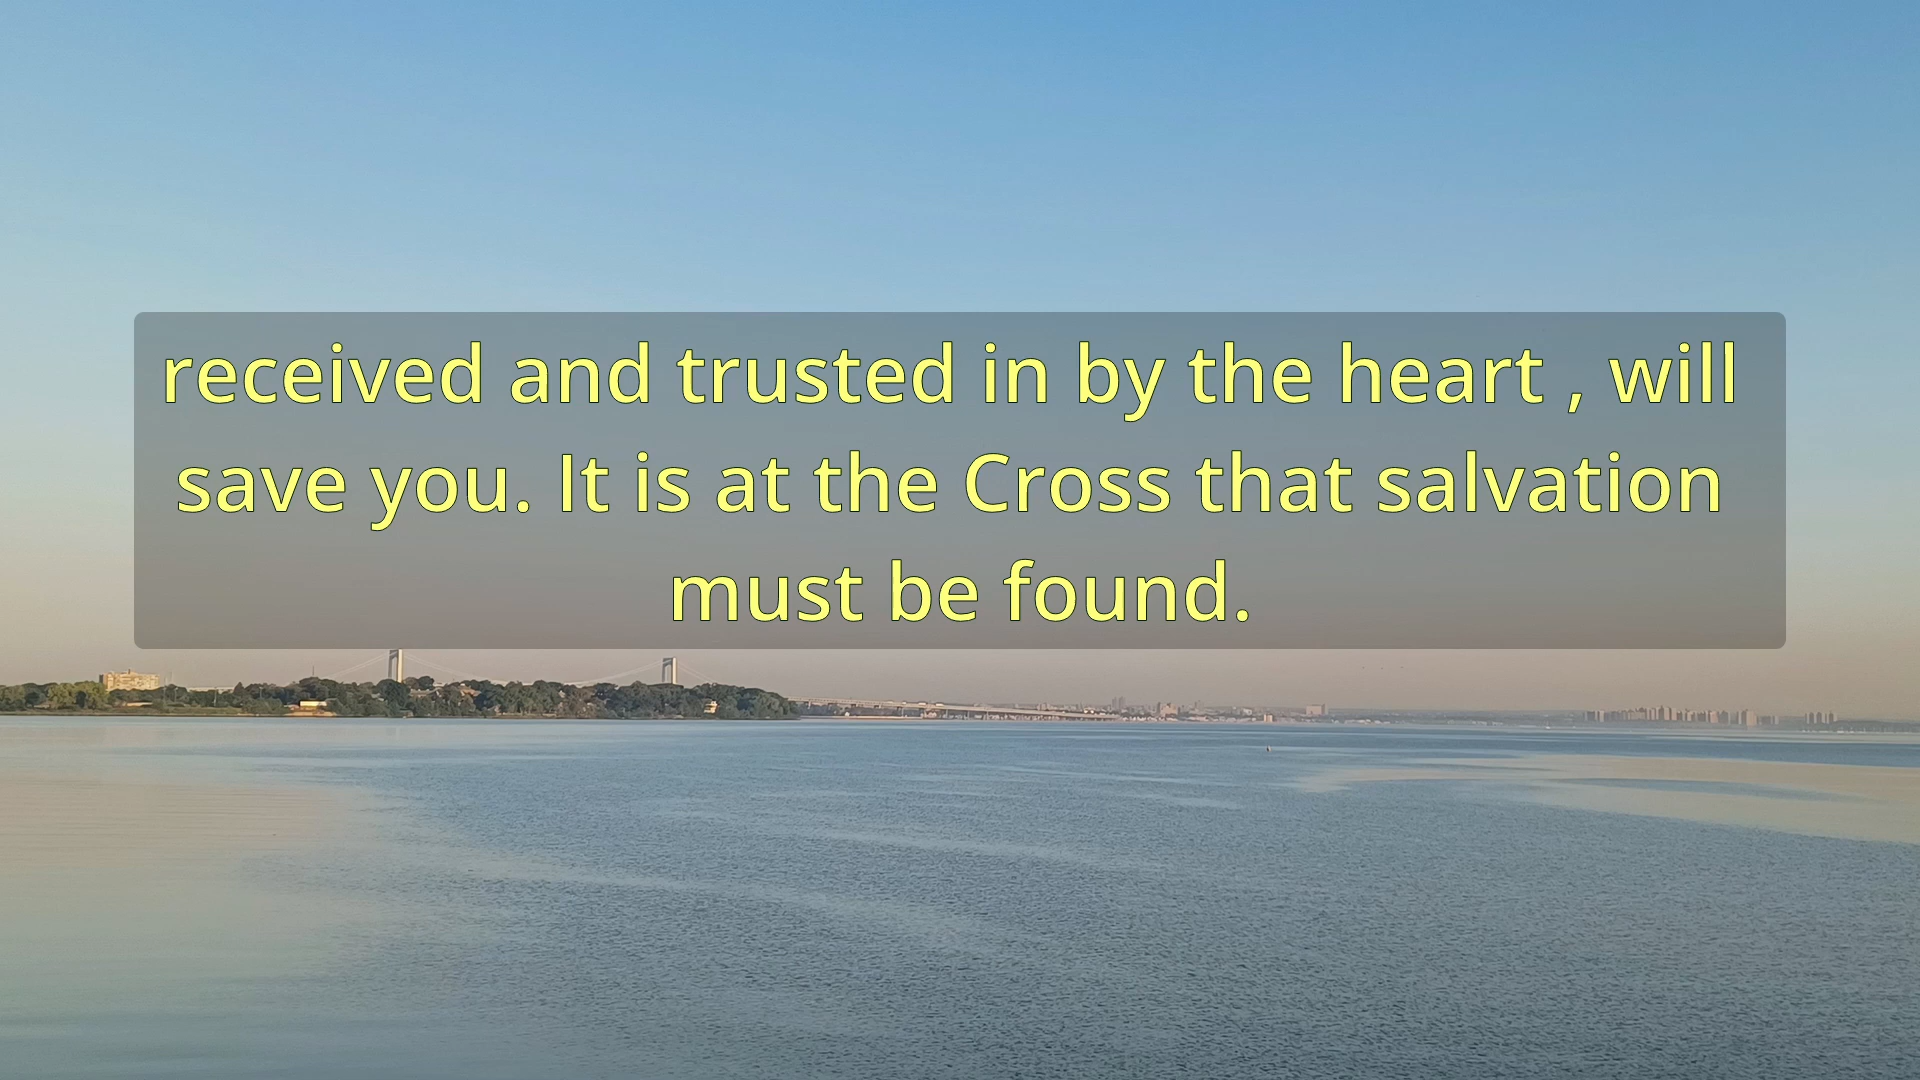 received and trusted in by the heart , will
save you. It is at the Cross that salvation
must be found.